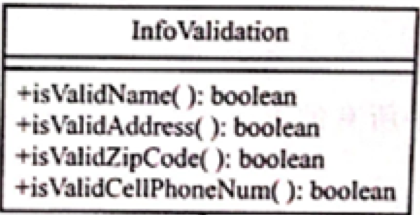 InfoValidation
+isValidName( ): boolean
+isValidAddress( ): boolean
+isValidZipCode( ): boolean
+isValidCellPhoneNum( ): boolean